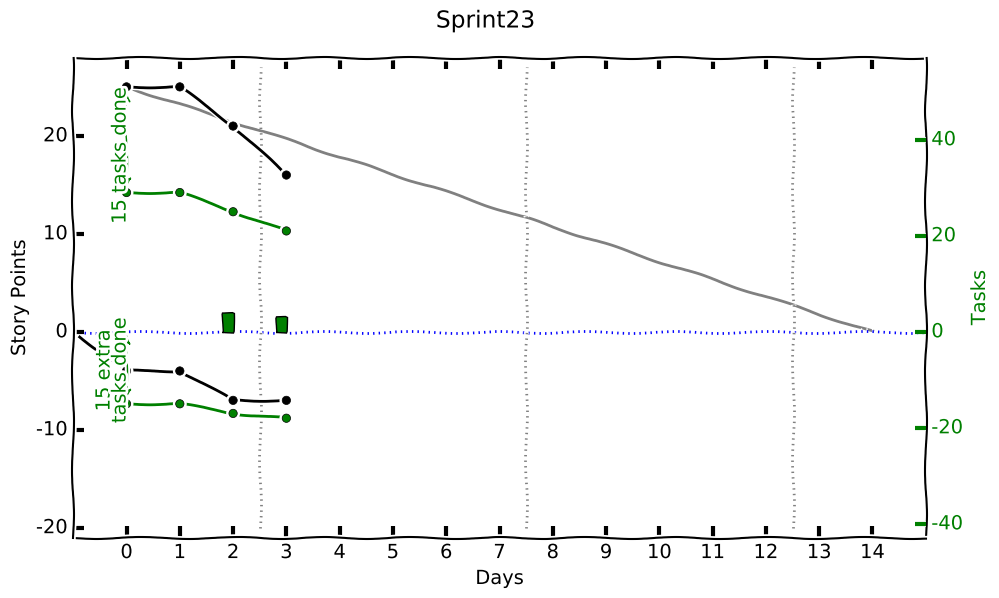 Sprint23
20
10
0
-10
-20
Story Points
15 tasks_done
15 extra
tasks_done
40
20
0
-20
-40
Tasks
0 1 2 3 4 5 6 7 8 9 10 11 12 13 14
Days